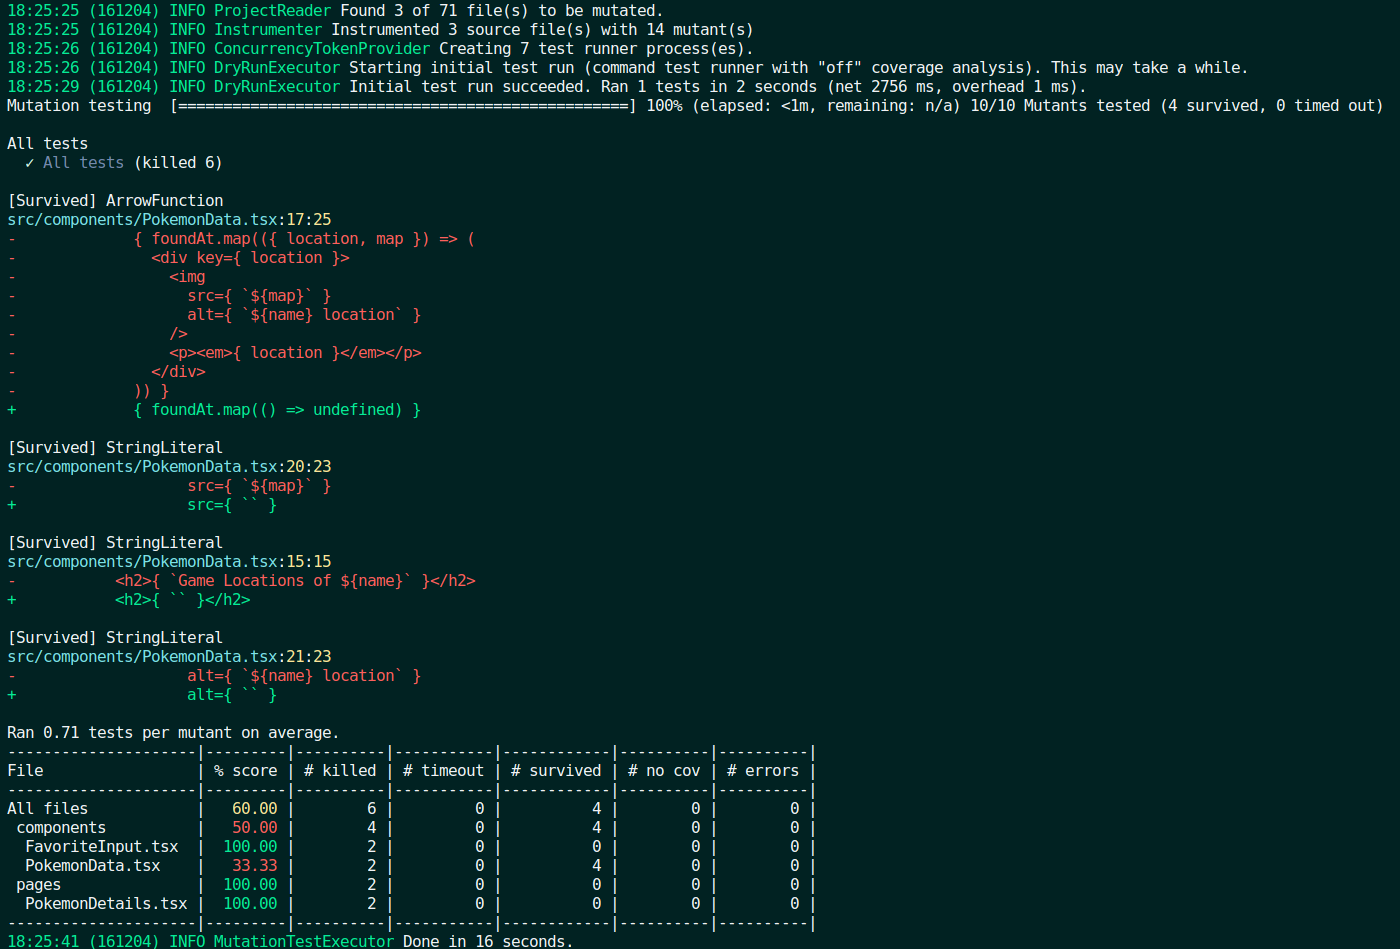 18:25:25 (161204) INFO ProjectReader Found 3 of 71 file(s) to be mutated.
18:25:25 (161204) INFO Instrumenter Instrumented 3 source file(s) with 14 mutant(s)
18:25:26 (161204) INFO ConcurrencyTokenProvider Creating 7 test runner process(es).
18:25:26 (161204) INFO DryRunExecutor Starting initial test run (command test runner with "off" coverage analysis). This may take a while.
18:25:29 (161204) INFO DryRunExecutor Initial test run succeeded. Ran 1 tests in 2 seconds (net 2756 ms, overhead 1 ms).
Mutation testing  [==================================================] 100% (elapsed: <1m, remaining: n/a) 10/10 Mutants tested (4 survived, 0 timed out)

All tests
  ✓ All tests (killed 6)

[Survived] ArrowFunction
src/components/PokemonData.tsx:17:25
-             { foundAt.map(({ location, map }) => (
-               <div key={ location }>
-                 <img
-                   src={ `${map}` }
-                   alt={ `${name} location` }
-                 />
-                 <p><em>{ location }</em></p>
-               </div>
-             )) }
+             { foundAt.map(() => undefined) }

[Survived] StringLiteral
src/components/PokemonData.tsx:20:23
-                   src={ `${map}` }
+                   src={ `` }

[Survived] StringLiteral
src/components/PokemonData.tsx:15:15
-           <h2>{ `Game Locations of ${name}` }</h2>
+           <h2>{ `` }</h2>

[Survived] StringLiteral
src/components/PokemonData.tsx:21:23
-                   alt={ `${name} location` }
+                   alt={ `` }

Ran 0.71 tests per mutant on average.
---------------------|---------|----------|-----------|------------|----------|----------|
File                 | % score | # killed | # timeout | # survived | # no cov | # errors |
---------------------|---------|----------|-----------|------------|----------|----------|
All files            |   60.00 |        6 |         0 |          4 |        0 |        0 |
 components          |   50.00 |        4 |         0 |          4 |        0 |        0 |
  FavoriteInput.tsx  |  100.00 |        2 |         0 |          0 |        0 |        0 |
  PokemonData.tsx    |   33.33 |        2 |         0 |          4 |        0 |        0 |
 pages               |  100.00 |        2 |         0 |          0 |        0 |        0 |
  PokemonDetails.tsx |  100.00 |        2 |         0 |          0 |        0 |        0 |
---------------------|---------|----------|-----------|------------|----------|----------|
18:25:41 (161204) INFO MutationTestExecutor Done in 16 seconds.